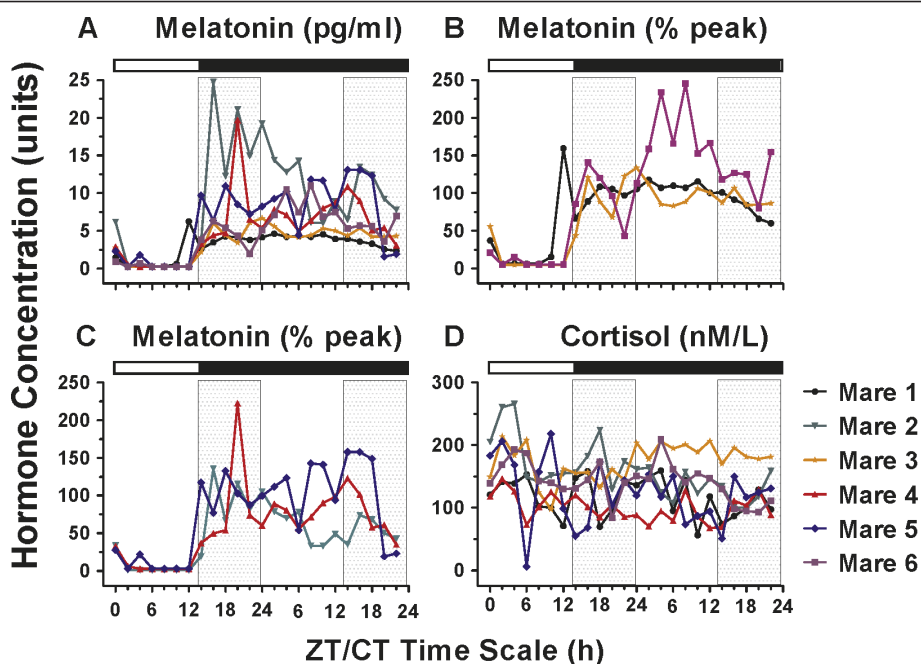 A Melatonin (pg/ml)
B Melatonin (% peak)
25
20
15
10
5
0
250
200
150
100
50
0
C Melatonin (% peak)
D Cortisol (nM/L)
250
200
150
100
50
0
0 6 12 18 24 6 12 18 24
300
200
100
0
0 6 12 18 24 6 12 18 24
Mare 1
Mare 2
Mare 3
Mare 4
Mare 5
Mare 6
Hormone Concentration (units)
ZT/CT Time Scale (h)